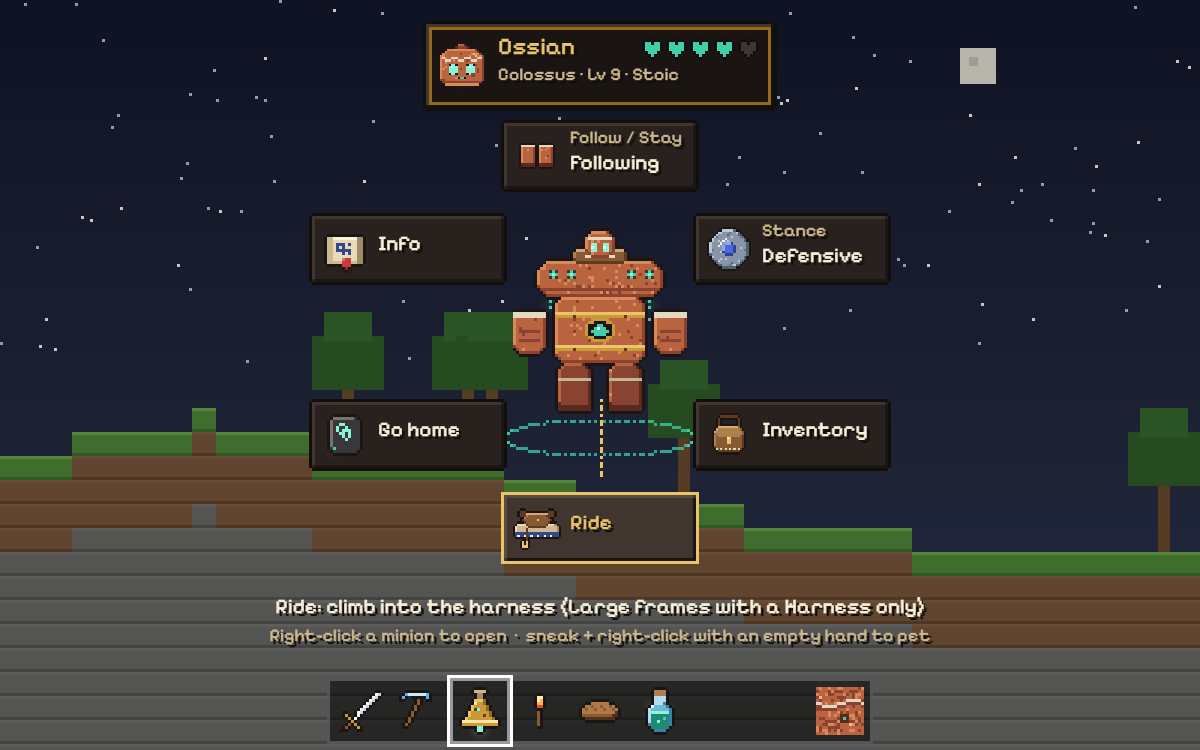 Ossian
Colossus · Lv 9 · Stoic
Follow / Stay
Following
Info
Stance
Defensive
Go home
Inventory
Ride
Ride: climb into the harness (Large Frames with a Harness only)
Right-click a minion to open · sneak + right-click with an empty hand to pet